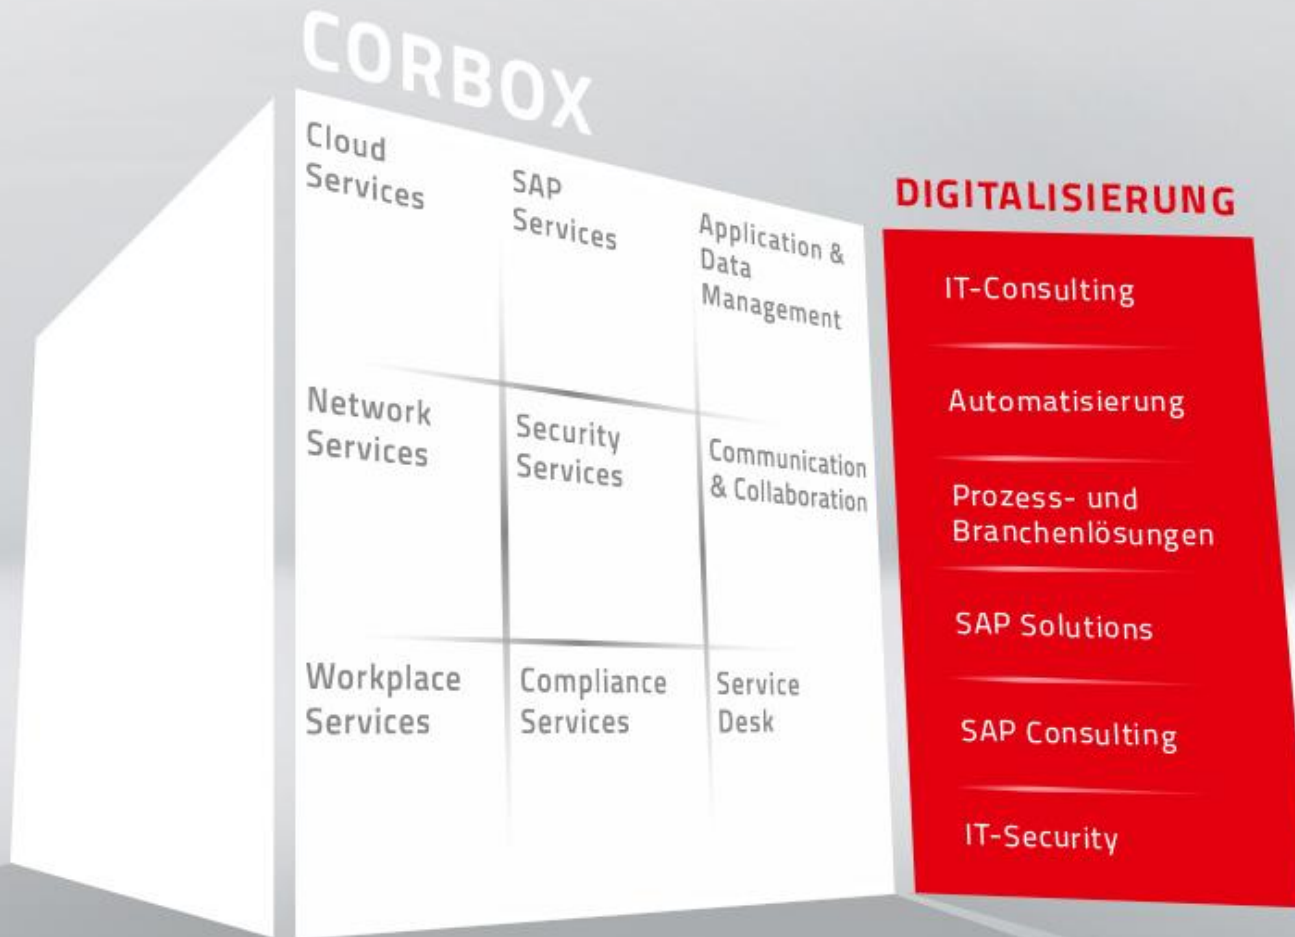 CORBOX
Cloud
Services
SAP
Services
Application &
Data
Management
Network
Services
Security
Services
Communication
& Collaboration
Workplace
Services
Compliance
Services
Service
Desk
DIGITALISIERUNG
IT-Consulting
Automatisierung
Prozess- und
Branchenlösungen
SAP Solutions
SAP Consulting
IT-Security